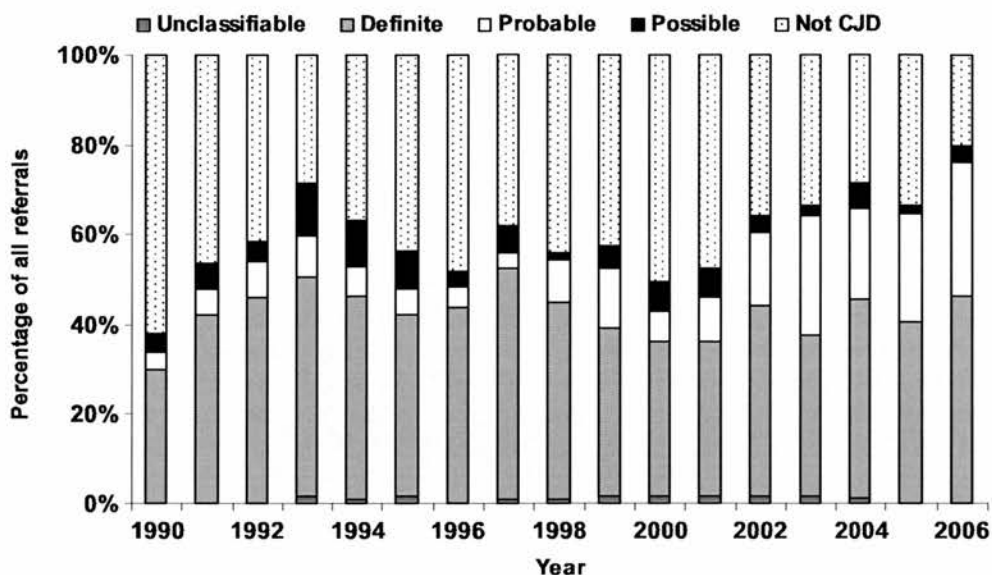 Unclassifiable Definite Probable Possible Not CJD
100%
80%
60%
40%
20%
0%
Percentage of all referrals
1990 1992 1994 1996 1998 2000 2002 2004 2006
Year